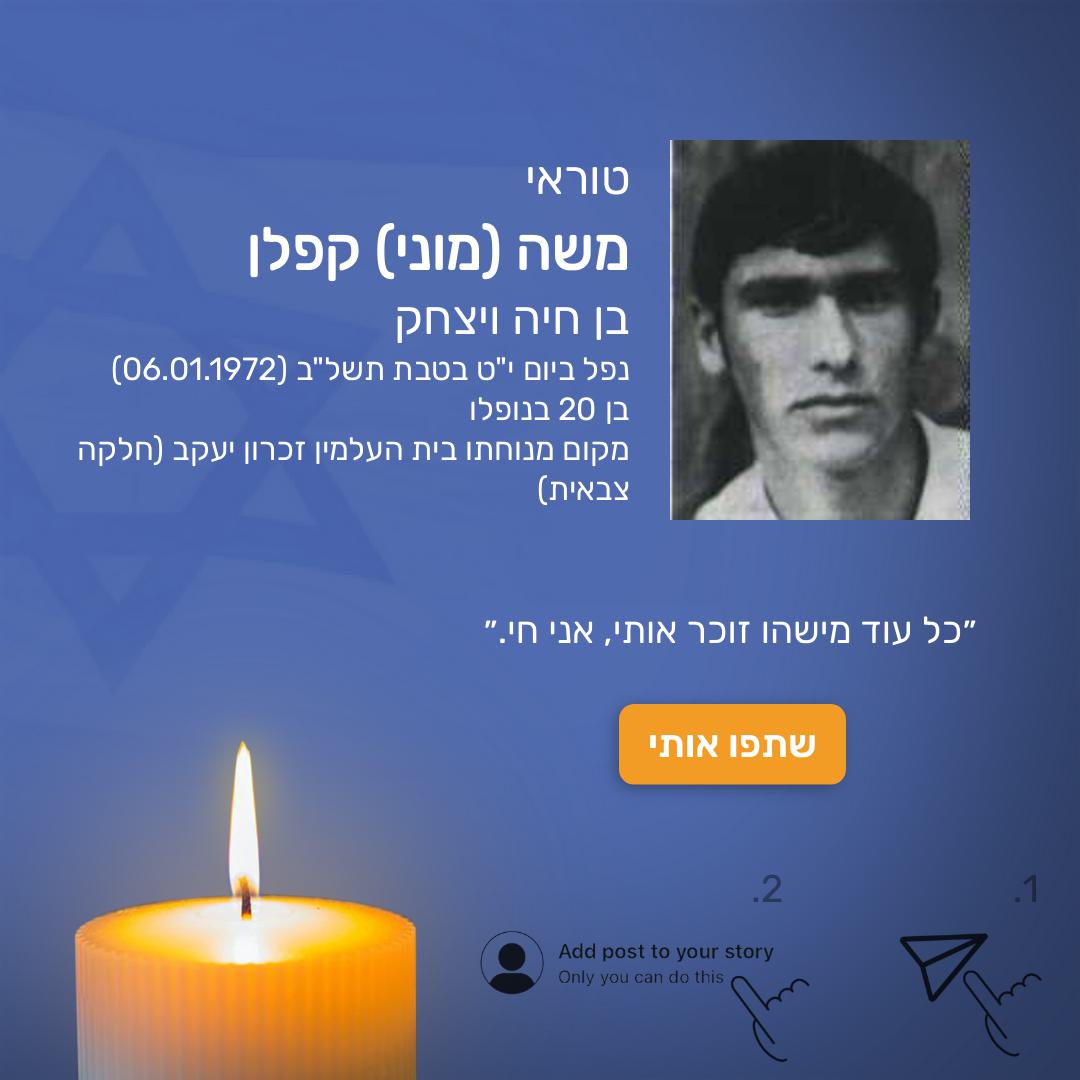 טוראי
משה (מוני) קפלן
בן חיה ויצחק
נפל ביום י"ט בטבת תשל"ב (06.01.1972)
בן 20 בנופלו
מקום מנוחתו בית העלמין זכרון יעקב (חלקה
צבאית)
״כל עוד מישהו זוכר אותי, אני חי.״
שתפו אותי
1.
2.
Add post to your story
Only you can do this